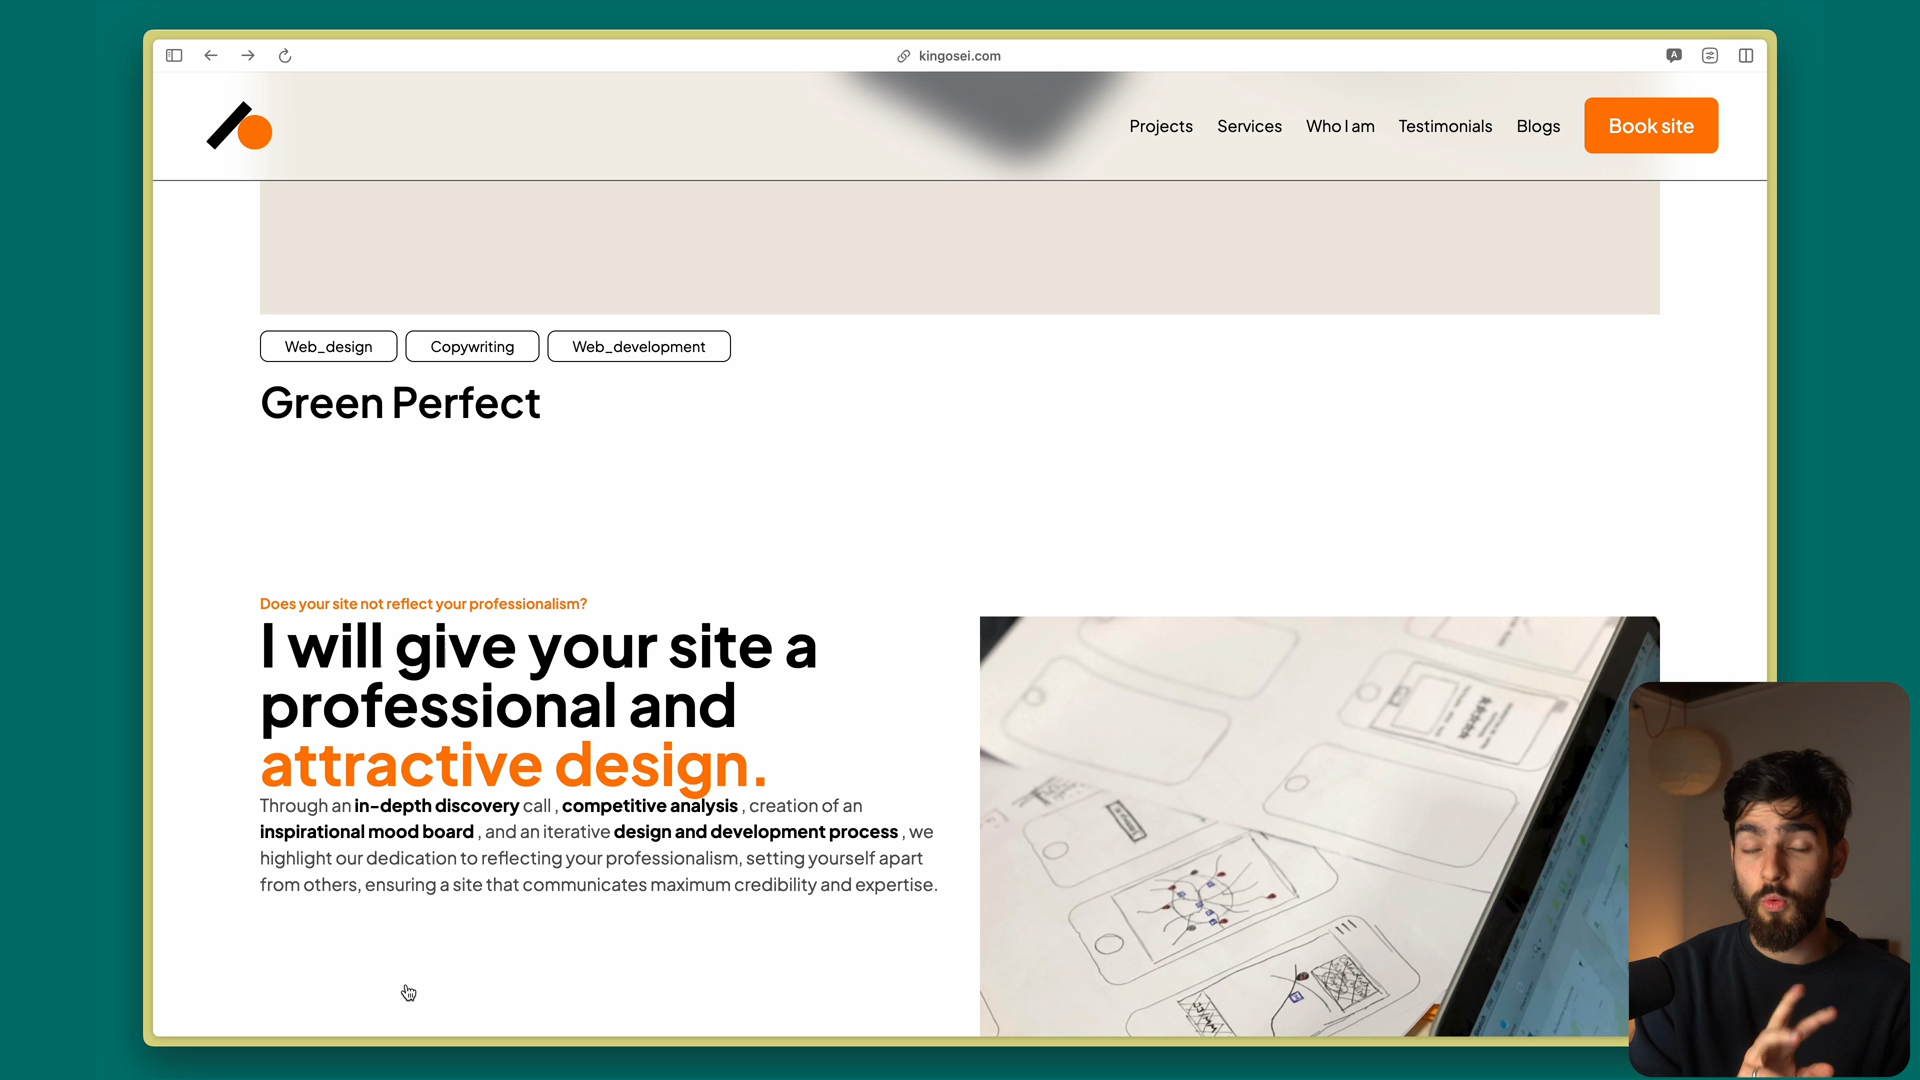 kingosei.com
Projects Services Who I am Testimonials Blogs Book site
Web_design Copywriting Web_development
Green Perfect
Does your site not reflect your professionalism?
I will give your site a
professional and
attractive design.
Through an in-depth discovery call , competitive analysis , creation of an
inspirational mood board , and an iterative design and development process , we
highlight our dedication to reflecting your professionalism, setting yourself apart
from others, ensuring a site that communicates maximum credibility and expertise.